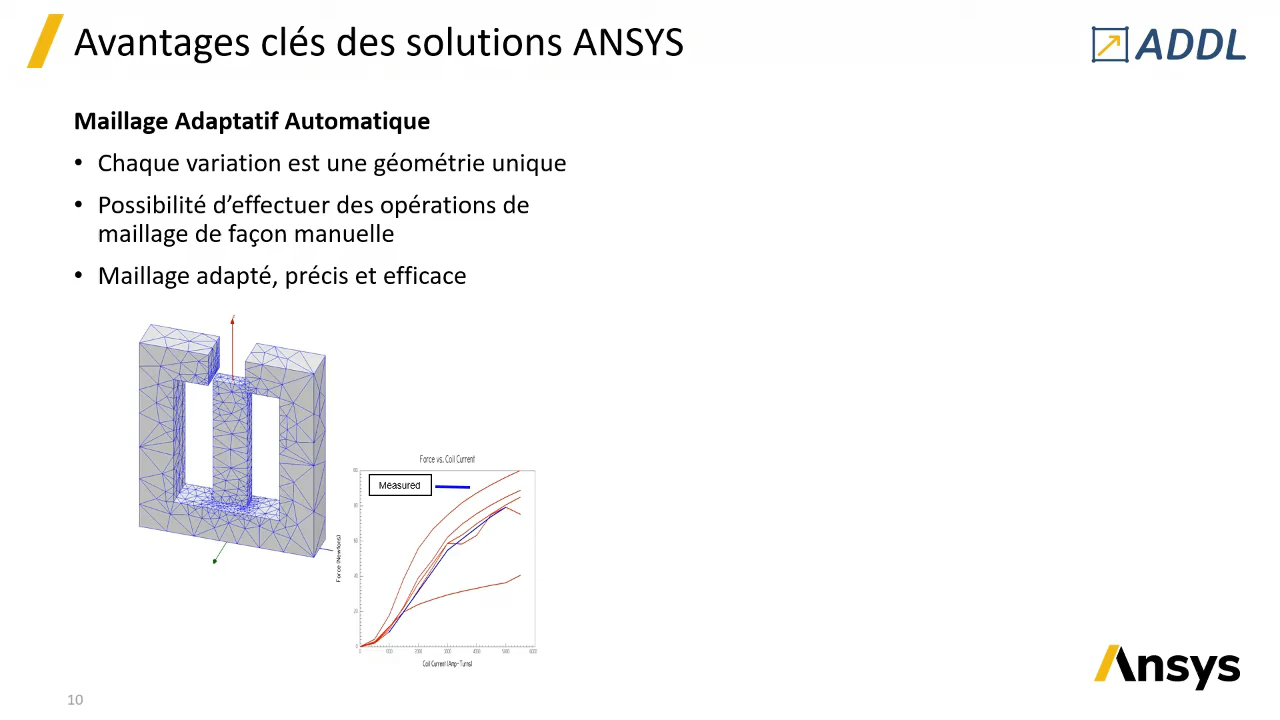 Avantages clés des solutions ANSYS
ADDL
Maillage Adaptatif Automatique
• Chaque variation est une géométrie unique
• Possibilité d’effectuer des opérations de
maillage de façon manuelle
• Maillage adapté, précis et efficace
Force vs. Coil Current
Measured
Force (Newtons)
Coil Current (Amp-Turns)
Ansys
10